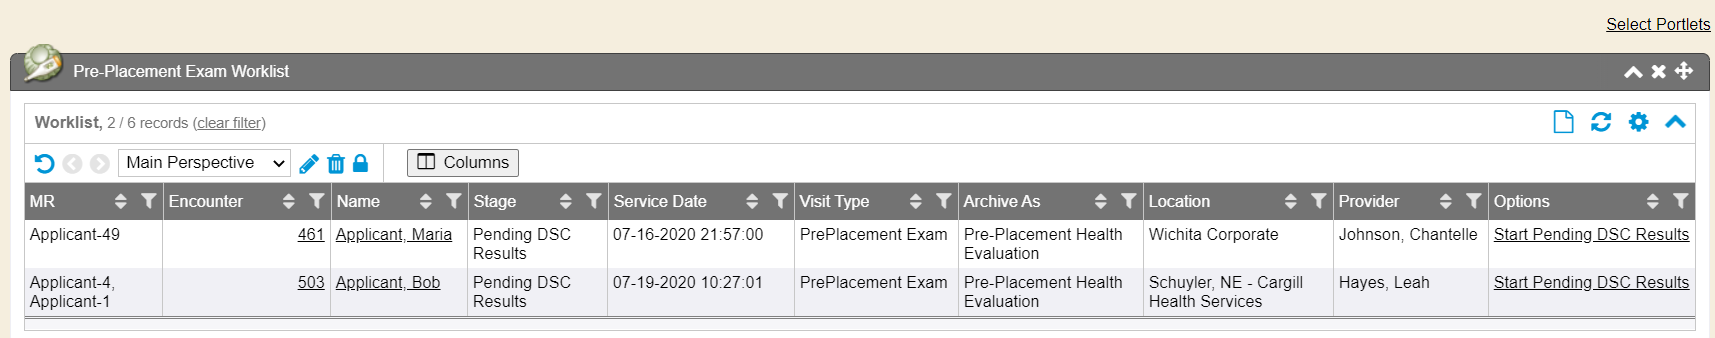 Select Portlets
Pre-Placement Exam Worklist
Worklist, 2 / 6 records (clear filter)
Main Perspective Columns
MR Encounter Name Stage Service Date Visit Type Archive As Location Provider Options
Applicant-49 461 Applicant, Maria Pending DSC Results 07-16-2020 21:57:00 PrePlacement Exam Pre-Placement Health Evaluation Wichita Corporate Johnson, Chantelle Start Pending DSC Results
Applicant-4, Applicant-1 503 Applicant, Bob Pending DSC Results 07-19-2020 10:27:01 PrePlacement Exam Pre-Placement Health Evaluation Schuyler, NE - Cargill Health Services Hayes, Leah Start Pending DSC Results